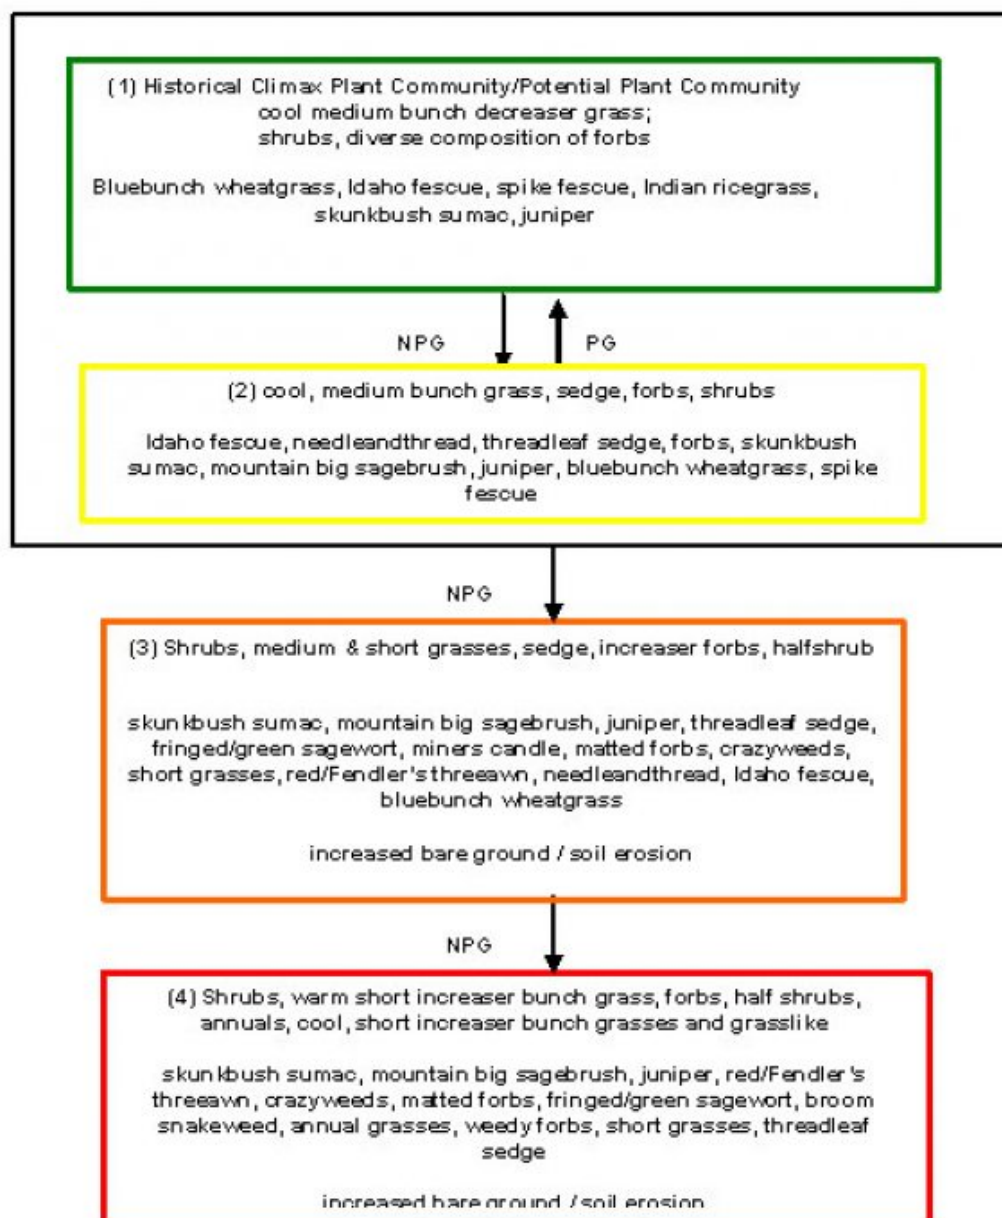 (1) Historical Climax Plant Community/Potential Plant Community
cool medium bunch decreaser grass;
shrubs, diverse composition of forbs
Bluebunch wheatgrass, Idaho fescue, spike fescue, Indian ricegrass,
skunkbush sumac, juniper
NPG
PG
(2) cool, medium bunch grass, sedge, forbs, shrubs
Idaho fescue, needleandthread, threadleaf sedge, forbs, skunkbush
sumac, mountain big sagebrush, juniper, bluebunch wheatgrass, spike
fescue
NPG
(3) Shrubs, medium & short grasses, sedge, increaser forbs, halfshrub
skunkbush sumac, mountain big sagebrush, juniper, threadleaf sedge,
fringed/green sagewort, miners candle, matted forbs, crazyweeds,
short grasses, red/Fendler's threeawn, needleandthread, Idaho fescue,
bluebunch wheatgrass
increased bare ground / soil erosion
NPG
(4) Shrubs, warm short increaser bunch grass, forbs, half shrubs,
annuals, cool, short increaser bunch grasses and grasslike
skunkbush sumac, mountain big sagebrush, juniper, red/Fendler's
threeawn, crazyweeds, matted forbs, fringed/green sagewort, broom
snakeweed, annual grasses, weedy forbs, short grasses, threadleaf
sedge
increased bare ground / soil erosion